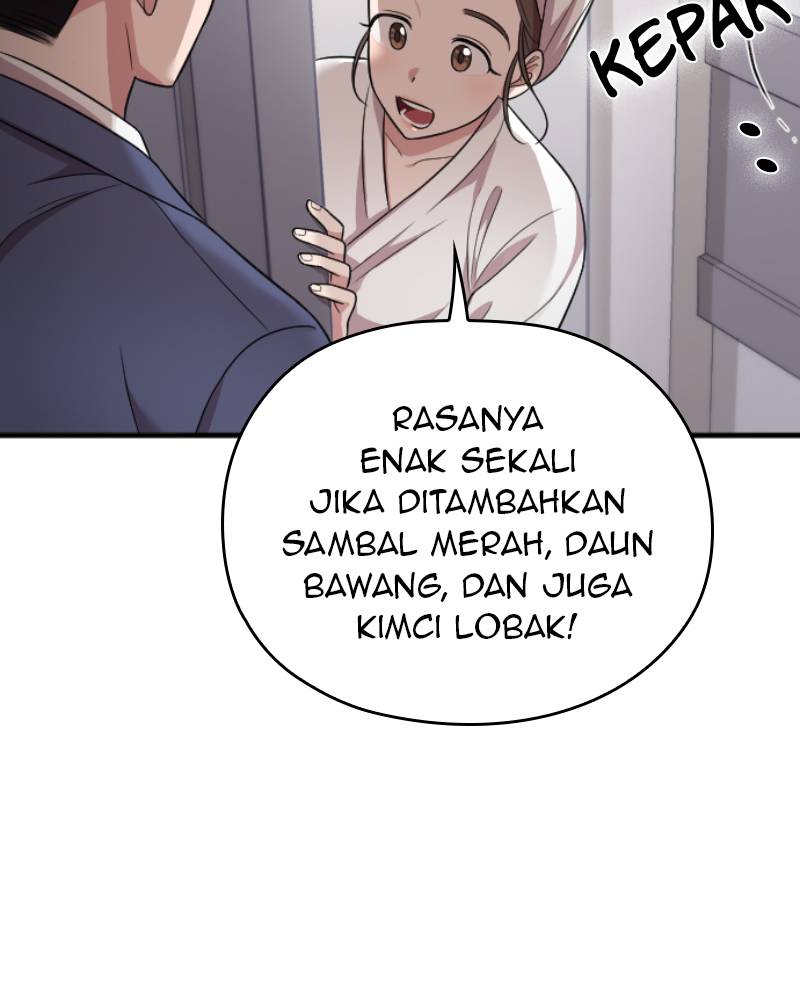 KEPAK
RASANYA
ENAK SEKALI
JIKA DITAMBAHKAN
SAMBAL MERAH, DAUN
BAWANG, DAN JUGA
KIMCI LOBAK!